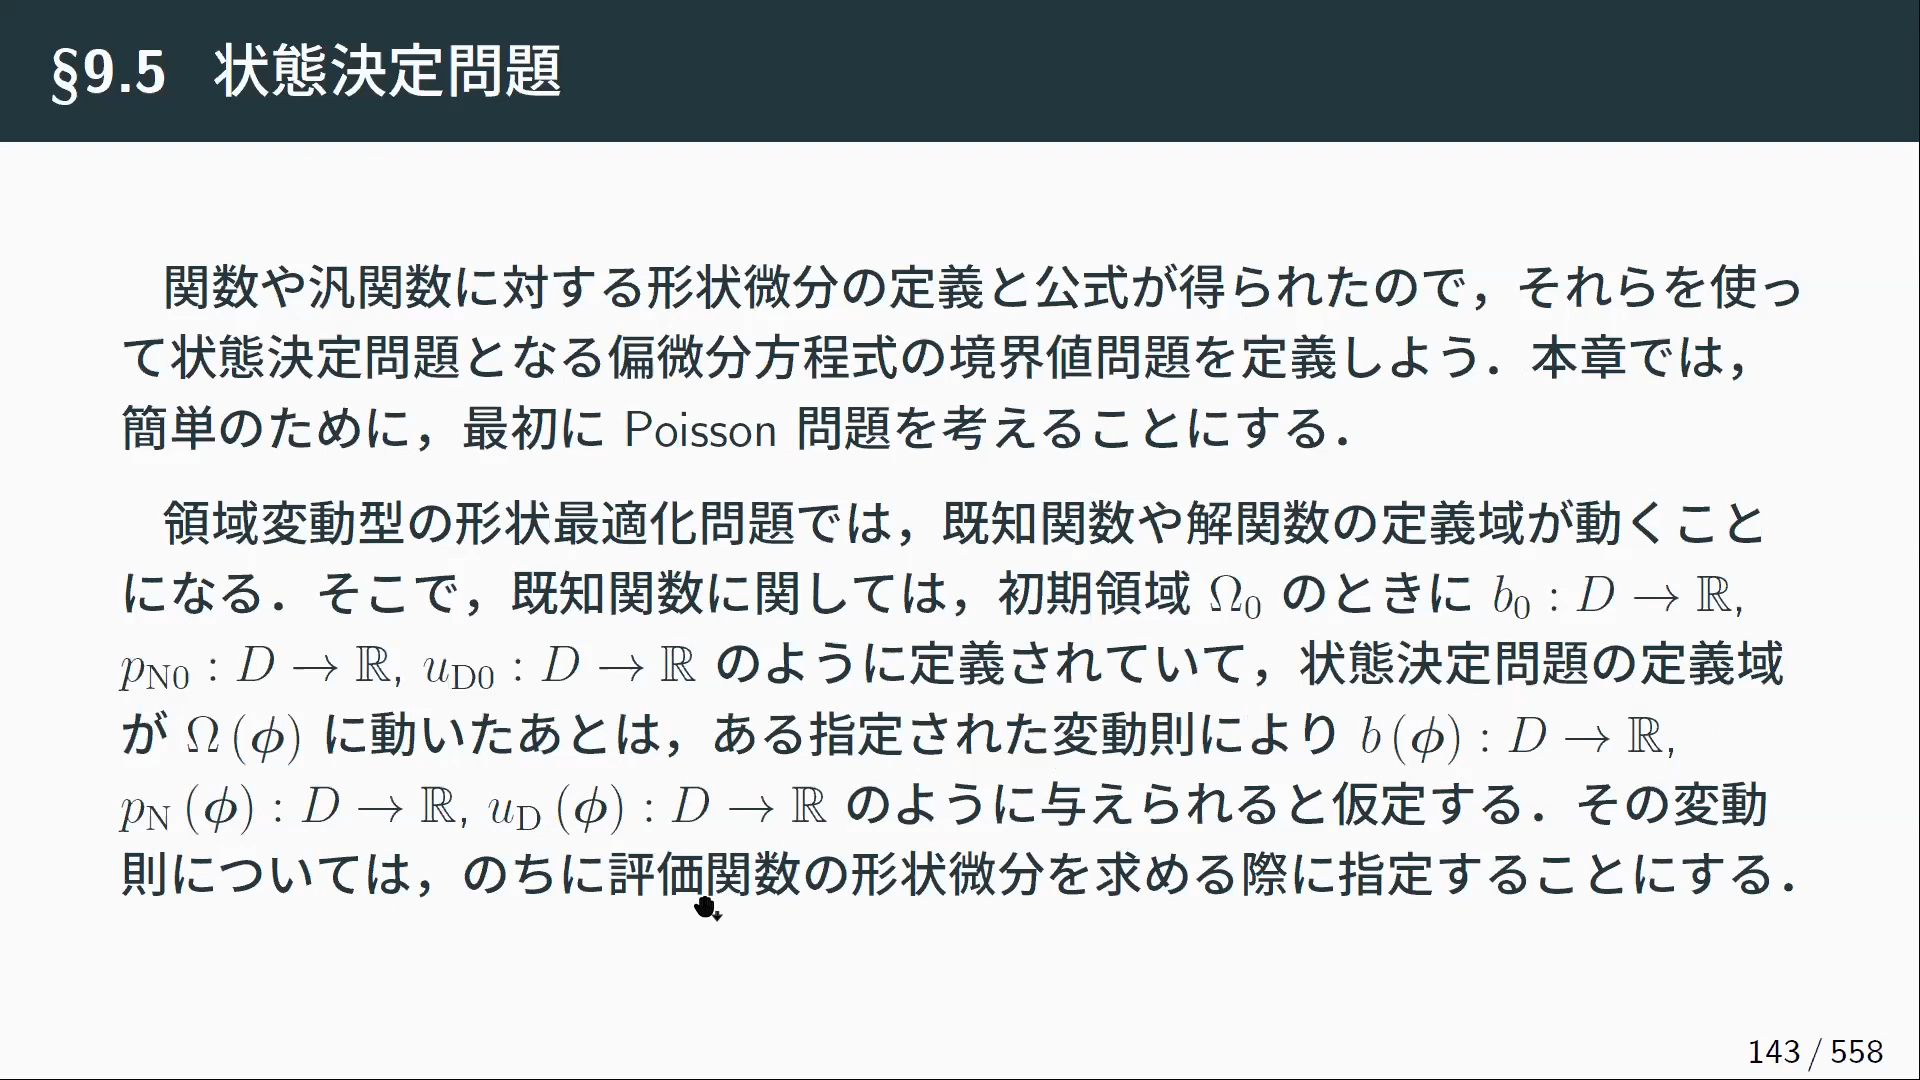 §9.5 状態決定問題
関数や汎関数に対する形状微分の定義と公式が得られたので，それらを使っ
て状態決定問題となる偏微分方程式の境界値問題を定義しよう．本章では，
簡単のために，最初に Poisson 問題を考えることにする．
領域変動型の形状最適化問題では，既知関数や解関数の定義域が動くこと
になる．そこで，既知関数に関しては，初期領域 Ω₀ のときに b₀ : D → ℝ,
p_N0 : D → ℝ, u_D0 : D → ℝ のように定義されていて，状態決定問題の定義域
が Ω (ϕ) に動いたあとは，ある指定された変動則により b (ϕ) : D → ℝ,
p_N (ϕ) : D → ℝ, u_D (ϕ) : D → ℝ のように与えられると仮定する．その変動
則については，のちに評価関数の形状微分を求める際に指定することにする．
143 / 558